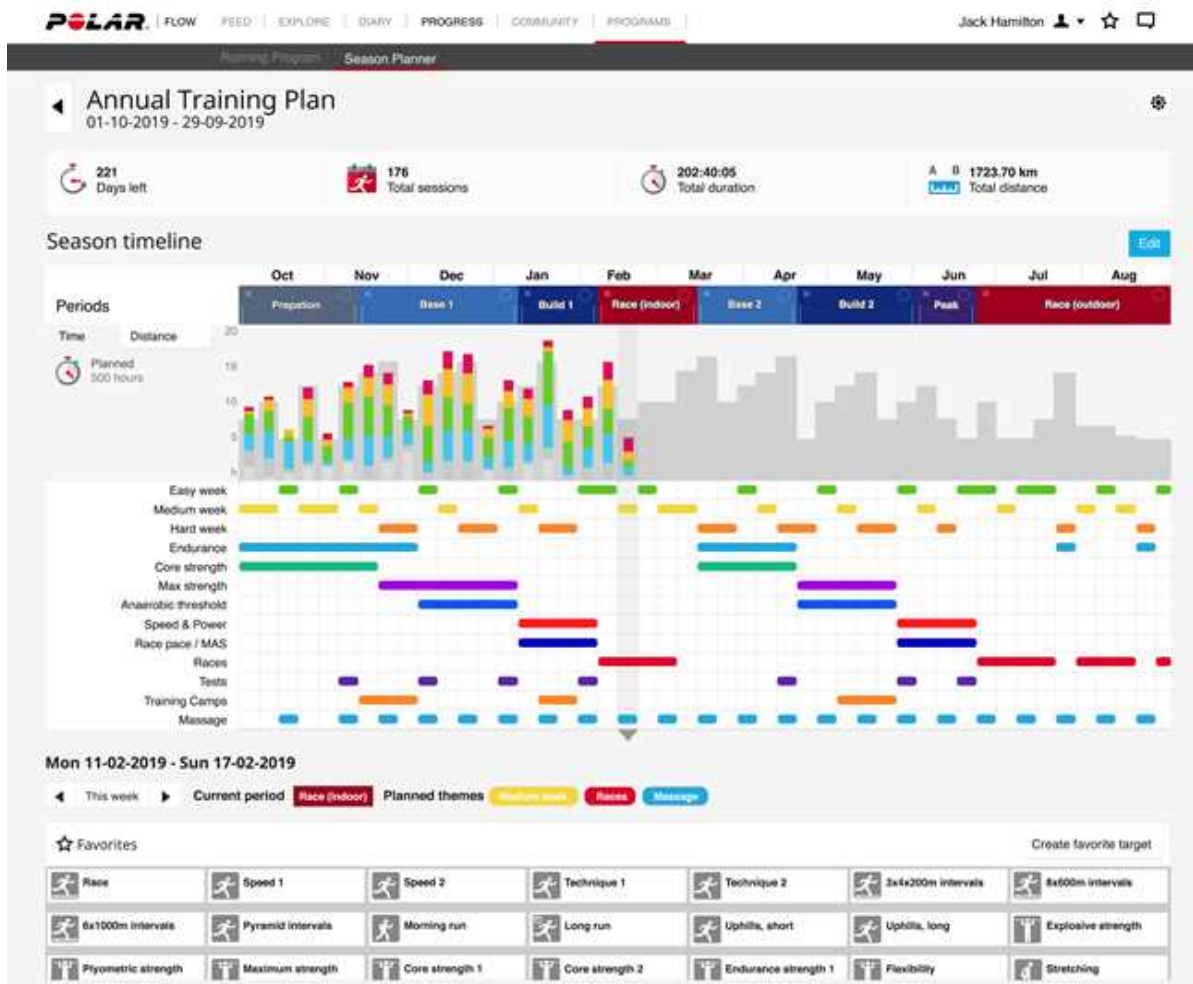 POLAR. FLOW FEED EXPLORE DIARY PROGRESS COMMUNITY PROGRAMS Jack Hamilton
Running Program Season Planner
Annual Training Plan
01-10-2019 - 29-09-2019
221
Days left
176
Total sessions
202:40:05
Total duration
A B
1723.70 km
Total distance
Season timeline
Edit
Oct Nov Dec Jan Feb Mar Apr May Jun Jul Aug
Periods
Prepation Base 1 Build 1 Race (indoor) Base 2 Build 2 Peak Race (outdoor)
Time Distance
Planned
500 hours
20
15
10
5
h
Easy week
Medium week
Hard week
Endurance
Core strength
Max strength
Anaerobic threshold
Speed & Power
Race pace / MAS
Races
Tests
Training Camps
Massage
Mon 11-02-2019 - Sun 17-02-2019
This week Current period Race (indoor) Planned themes Medium week Races Massage
Favorites Create favorite target
Race Speed 1 Speed 2 Technique 1 Technique 2 3x4x200m intervals 8x600m intervals
6x1000m intervals Pyramid intervals Morning run Long run Uphills, short Uphills, long Explosive strength
Plyometric strength Maximum strength Core strength 1 Core strength 2 Endurance strength 1 Flexibility Stretching